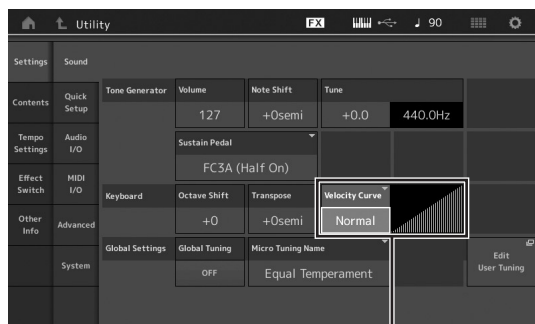 Utility
FX
90
Settings
Sound
Tone Generator
Volume
Note Shift
Tune
127
+0semi
+0.0
440.0Hz
Contents
Quick
Setup
Tempo
Settings
Audio
I/O
Sustain Pedal
FC3A (Half On)
Effect
Switch
MIDI
I/O
Keyboard
Octave Shift
Transpose
Velocity Curve
+0
+0semi
Normal
Other
Info
Advanced
Global Settings
Global Tuning
Micro Tuning Name
OFF
Equal Temperament
Edit
User Tuning
System